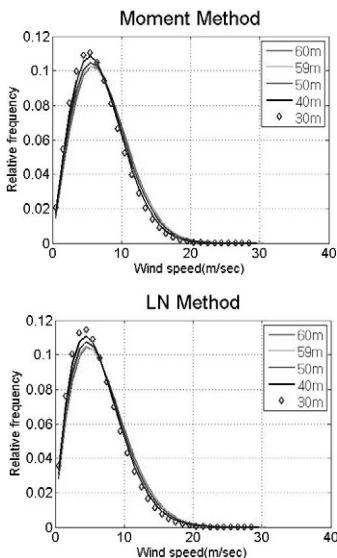 Moment Method
0.12
0.1
0.08
0.06
0.04
0.02
0
Relative frequency
60m
59m
50m
40m
30m
0 10 20 30 40
Wind speed(m/sec)
LN Method
0.12
0.1
0.08
0.06
0.04
0.02
0
Relative frequency
60m
59m
50m
40m
30m
0 10 20 30 40
Wind speed(m/sec)